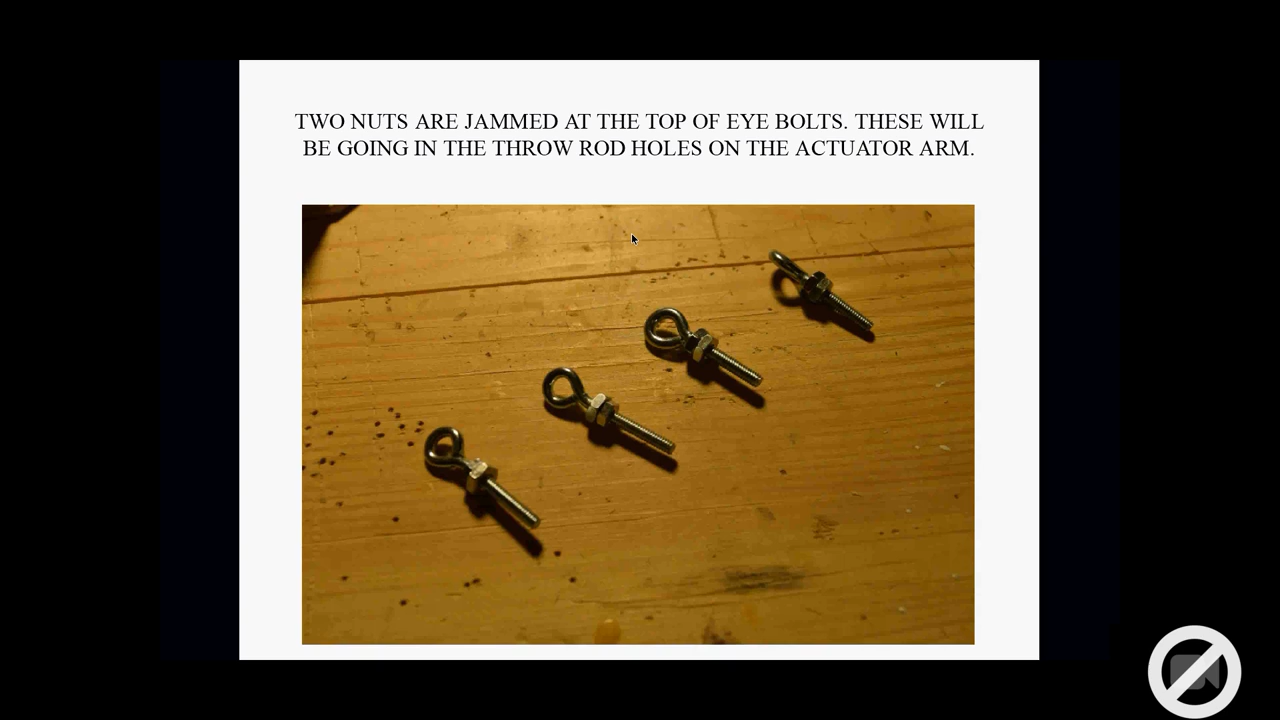 TWO NUTS ARE JAMMED AT THE TOP OF EYE BOLTS. THESE WILL
BE GOING IN THE THROW ROD HOLES ON THE ACTUATOR ARM.